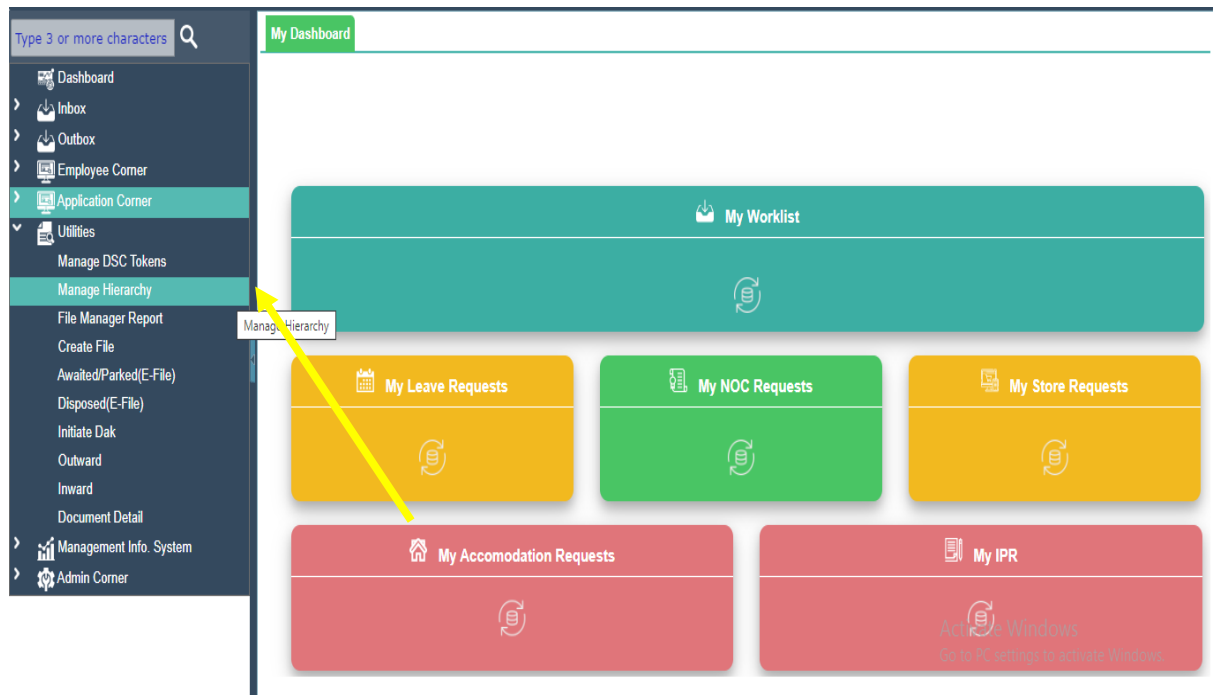 Type 3 or more characters
Dashboard
Inbox
Outbox
Employee Corner
Application Corner
Utilities
Manage DSC Tokens
Manage Hierarchy
File Manager Report
Create File
Awaited/Parked(E-File)
Disposed(E-File)
Initiate Dak
Outward
Inward
Document Detail
Management Info. System
Admin Corner
Manage Hierarchy
My Dashboard
My Worklist
My Leave Requests
My NOC Requests
My Store Requests
My Accomodation Requests
My IPR
Activate Windows
Go to PC settings to activate Windows.